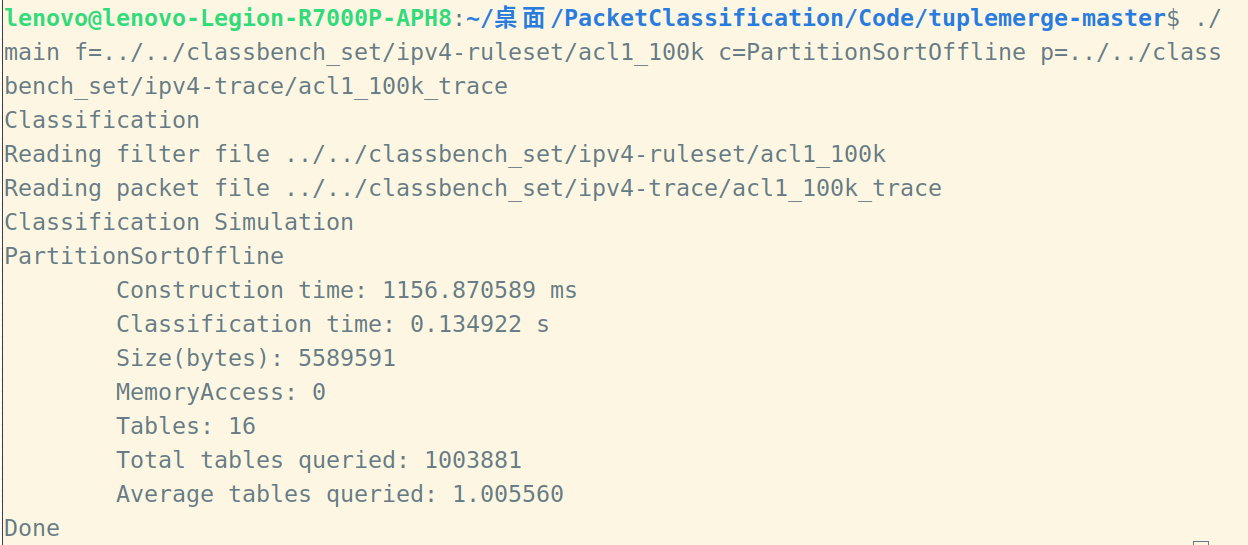 lenovo@lenovo-Legion-R7000P-APH8:~/桌面/PacketClassification/Code/tuplemerge-master$ ./
main f=../../classbench_set/ipv4-ruleset/acl1_100k c=PartitionSortOffline p=../../class
bench_set/ipv4-trace/acl1_100k_trace
Classification
Reading filter file ../../classbench_set/ipv4-ruleset/acl1_100k
Reading packet file ../../classbench_set/ipv4-trace/acl1_100k_trace
Classification Simulation
PartitionSortOffline
Construction time: 1156.870589 ms
Classification time: 0.134922 s
Size(bytes): 5589591
MemoryAccess: 0
Tables: 16
Total tables queried: 1003881
Average tables queried: 1.005560
Done